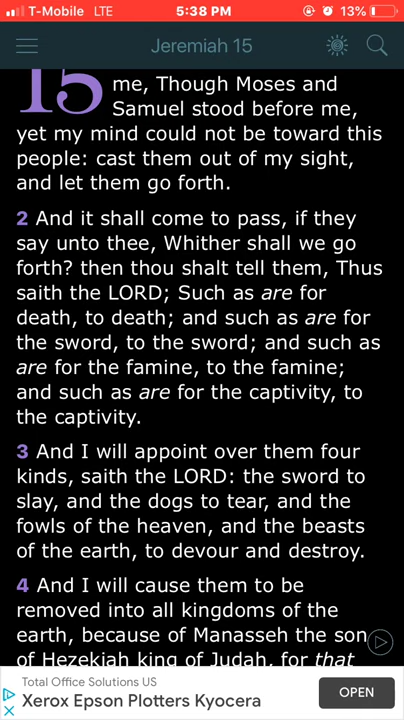 T-Mobile LTE 5:38 PM 13%
Jeremiah 15
15 me, Though Moses and
Samuel stood before me,
yet my mind could not be toward this
people: cast them out of my sight,
and let them go forth.
2 And it shall come to pass, if they
say unto thee, Whither shall we go
forth? then thou shalt tell them, Thus
saith the LORD; Such as are for
death, to death; and such as are for
the sword, to the sword; and such as
are for the famine, to the famine;
and such as are for the captivity, to
the captivity.
3 And I will appoint over them four
kinds, saith the LORD: the sword to
slay, and the dogs to tear, and the
fowls of the heaven, and the beasts
of the earth, to devour and destroy.
4 And I will cause them to be
removed into all kingdoms of the
earth, because of Manasseh the son
of Hezekiah king of Judah, for that
Total Office Solutions US
Xerox Epson Plotters Kyocera
OPEN